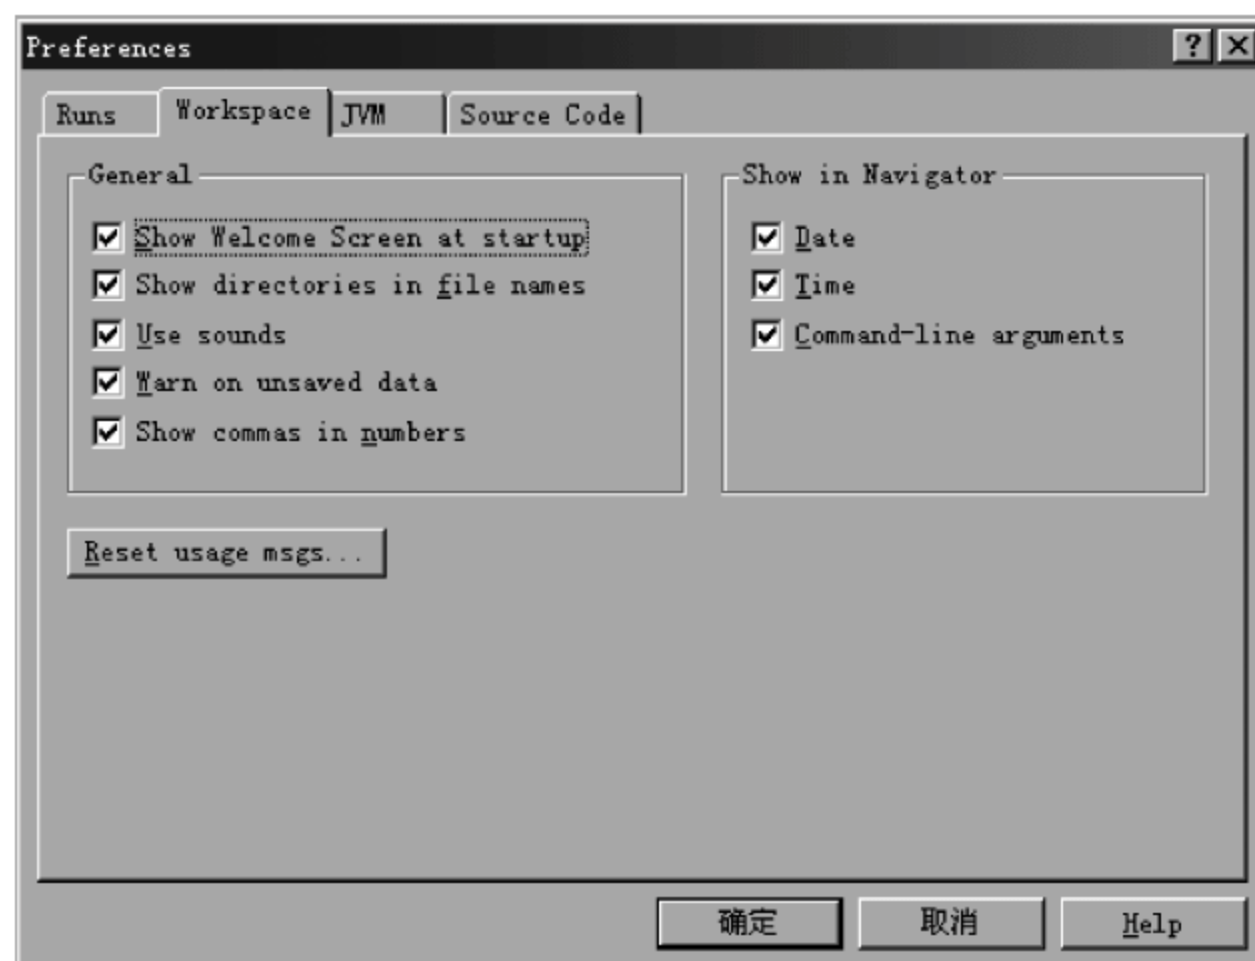 Preferences
Runs Workspace JVM Source Code
General
Show Welcome Screen at startup
Show directories in file names
Use sounds
Warn on unsaved data
Show commas in numbers
Show in Navigator
Date
Time
Command-line arguments
Reset usage msgs...
确定 取消 Help